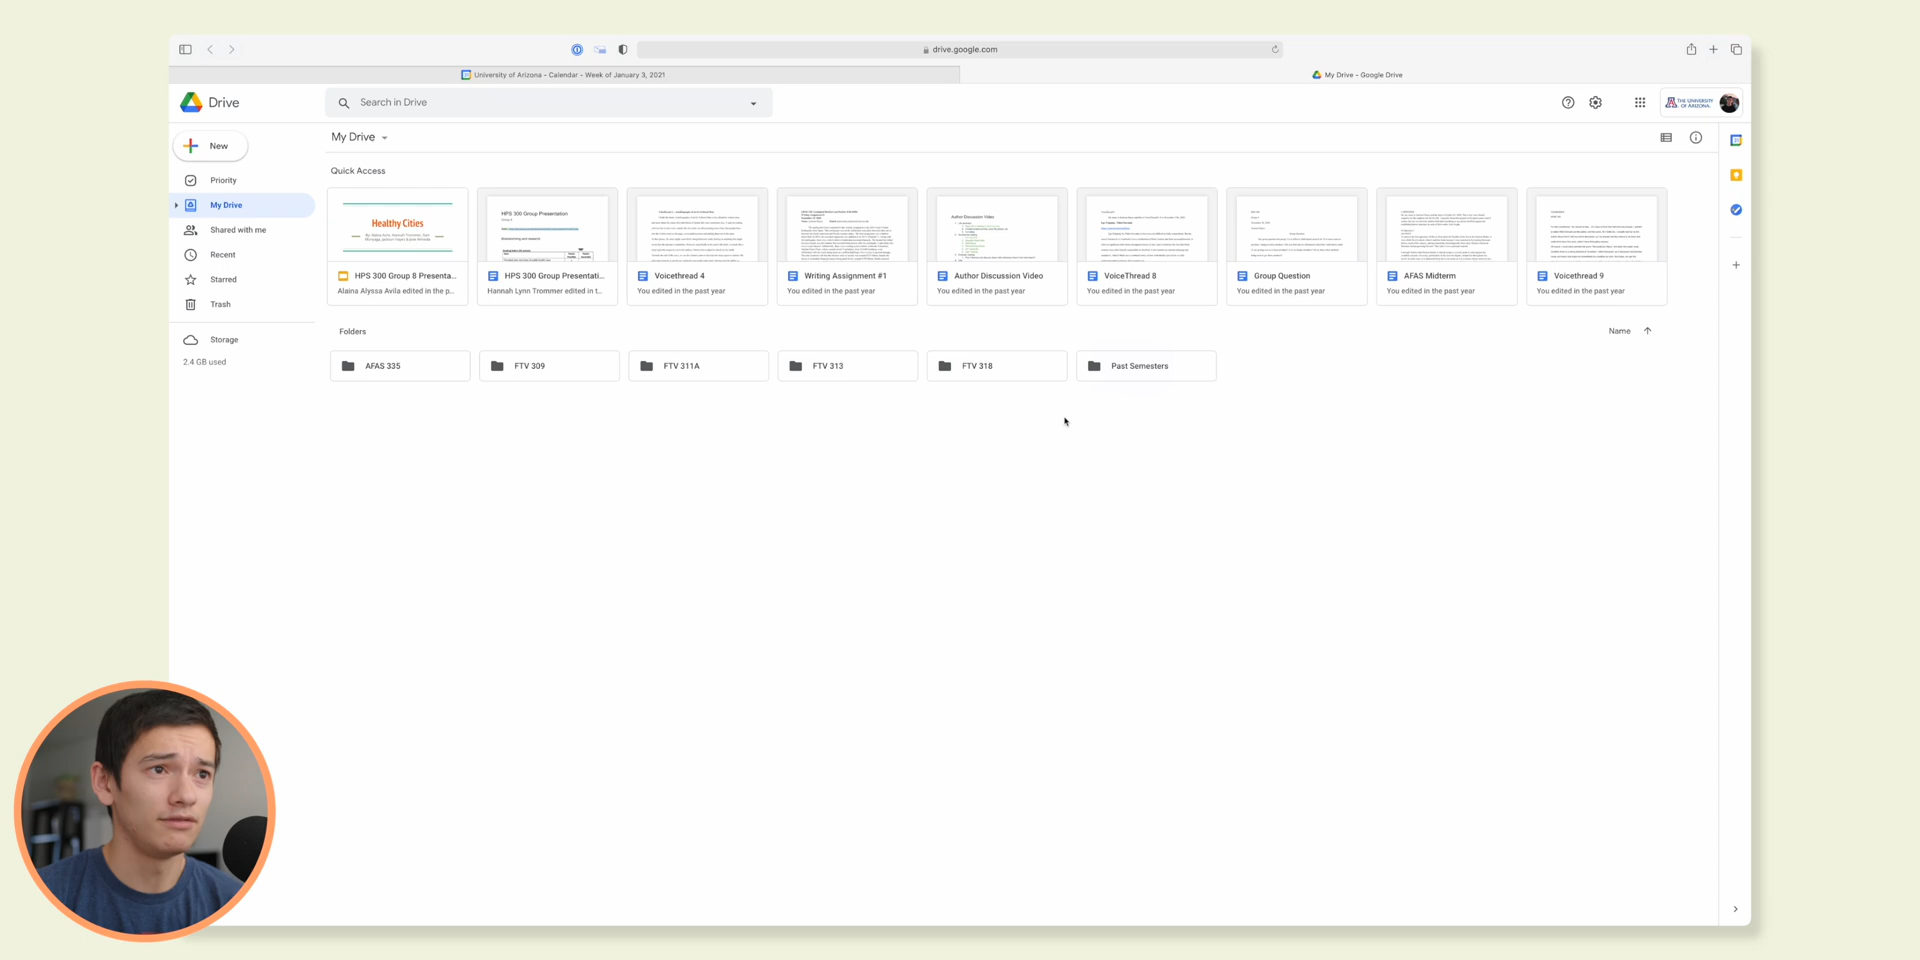 drive.google.com
University of Arizona - Calendar - Week of January 3, 2021
My Drive - Google Drive
Drive
Search in Drive
THE UNIVERSITY
OF ARIZONA
New
My Drive
Priority
My Drive
Shared with me
Recent
Starred
Trash
Storage
2.4 GB used
Quick Access
Healthy Cities
HPS 300 Group Presentation
Author Discussion Video
HPS 300 Group 8 Presenta...
Alaina Alyssa Avila edited in the p...
HPS 300 Group Presentati...
Hannah Lynn Trommer edited in t...
Voicethread 4
You edited in the past year
Writing Assignment #1
You edited in the past year
Author Discussion Video
You edited in the past year
VoiceThread 8
You edited in the past year
Group Question
You edited in the past year
AFAS Midterm
You edited in the past year
Voicethread 9
You edited in the past year
Folders
Name
AFAS 335
FTV 309
FTV 311A
FTV 313
FTV 318
Past Semesters